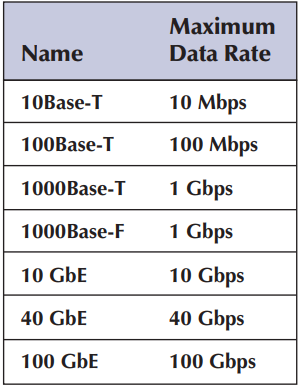 Name Maximum Data Rate
10Base-T 10 Mbps
100Base-T 100 Mbps
1000Base-T 1 Gbps
1000Base-F 1 Gbps
10 GbE 10 Gbps
40 GbE 40 Gbps
100 GbE 100 Gbps